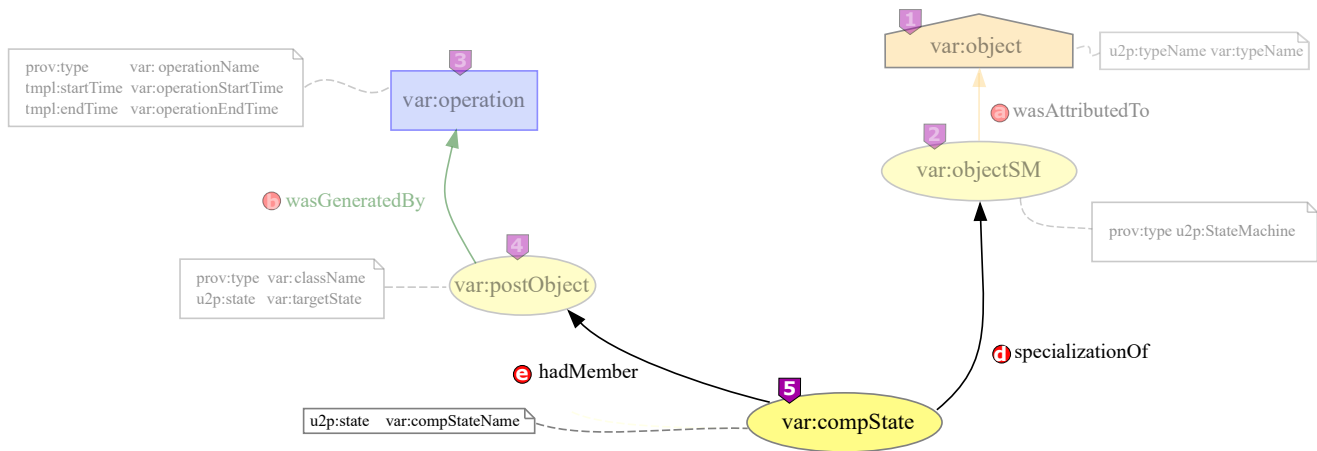 1
var:object
u2p:typeName var:typeName
3
prov:type var: operationName
tmpl:startTime var:operationStartTime
tmpl:endTime var:operationEndTime
var:operation
a wasAttributedTo
2
var:objectSM
b wasGeneratedBy
prov:type u2p:StateMachine
4
prov:type var:className
u2p:state var:targetState
var:postObject
d specializationOf
e hadMember
5
u2p:state var:compStateName
var:compState